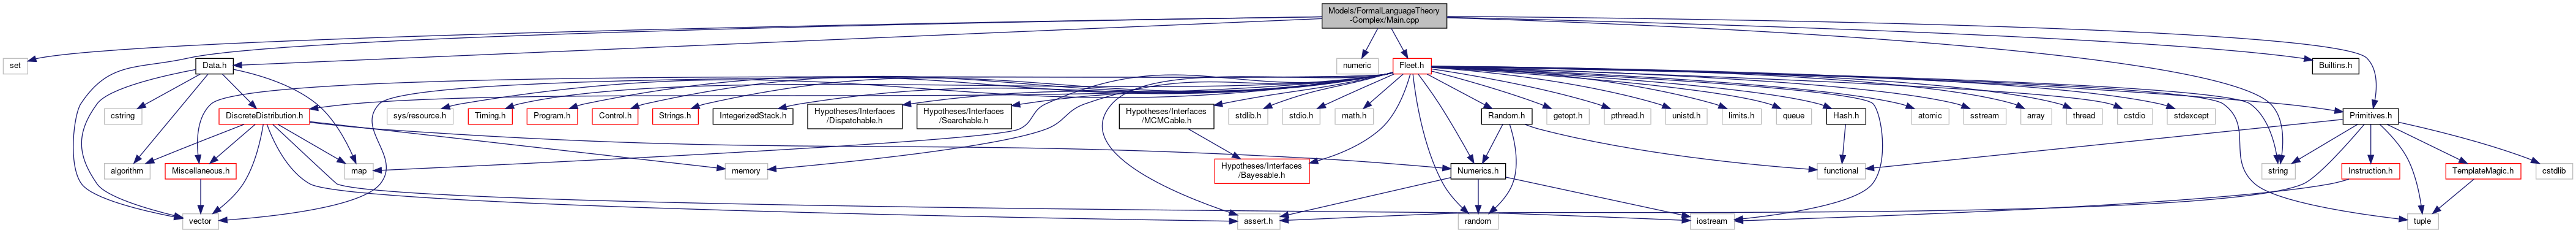 Models/FormalLanguageTheory
-Complex/Main.cpp
set
Data.h
numeric
Fleet.h
Builtins.h
cstring
DiscreteDistribution.h
sys/resource.h
Timing.h
Program.h
Control.h
Strings.h
IntegerizedStack.h
Hypotheses/Interfaces
/Dispatchable.h
Hypotheses/Interfaces
/Searchable.h
Hypotheses/Interfaces
/MCMCable.h
stdlib.h
stdio.h
math.h
Random.h
getopt.h
pthread.h
unistd.h
limits.h
queue
Hash.h
atomic
sstream
array
thread
cstdio
stdexcept
Primitives.h
algorithm
Miscellaneous.h
map
memory
Hypotheses/Interfaces
/Bayesable.h
Numerics.h
functional
string
Instruction.h
TemplateMagic.h
cstdlib
vector
assert.h
random
iostream
tuple